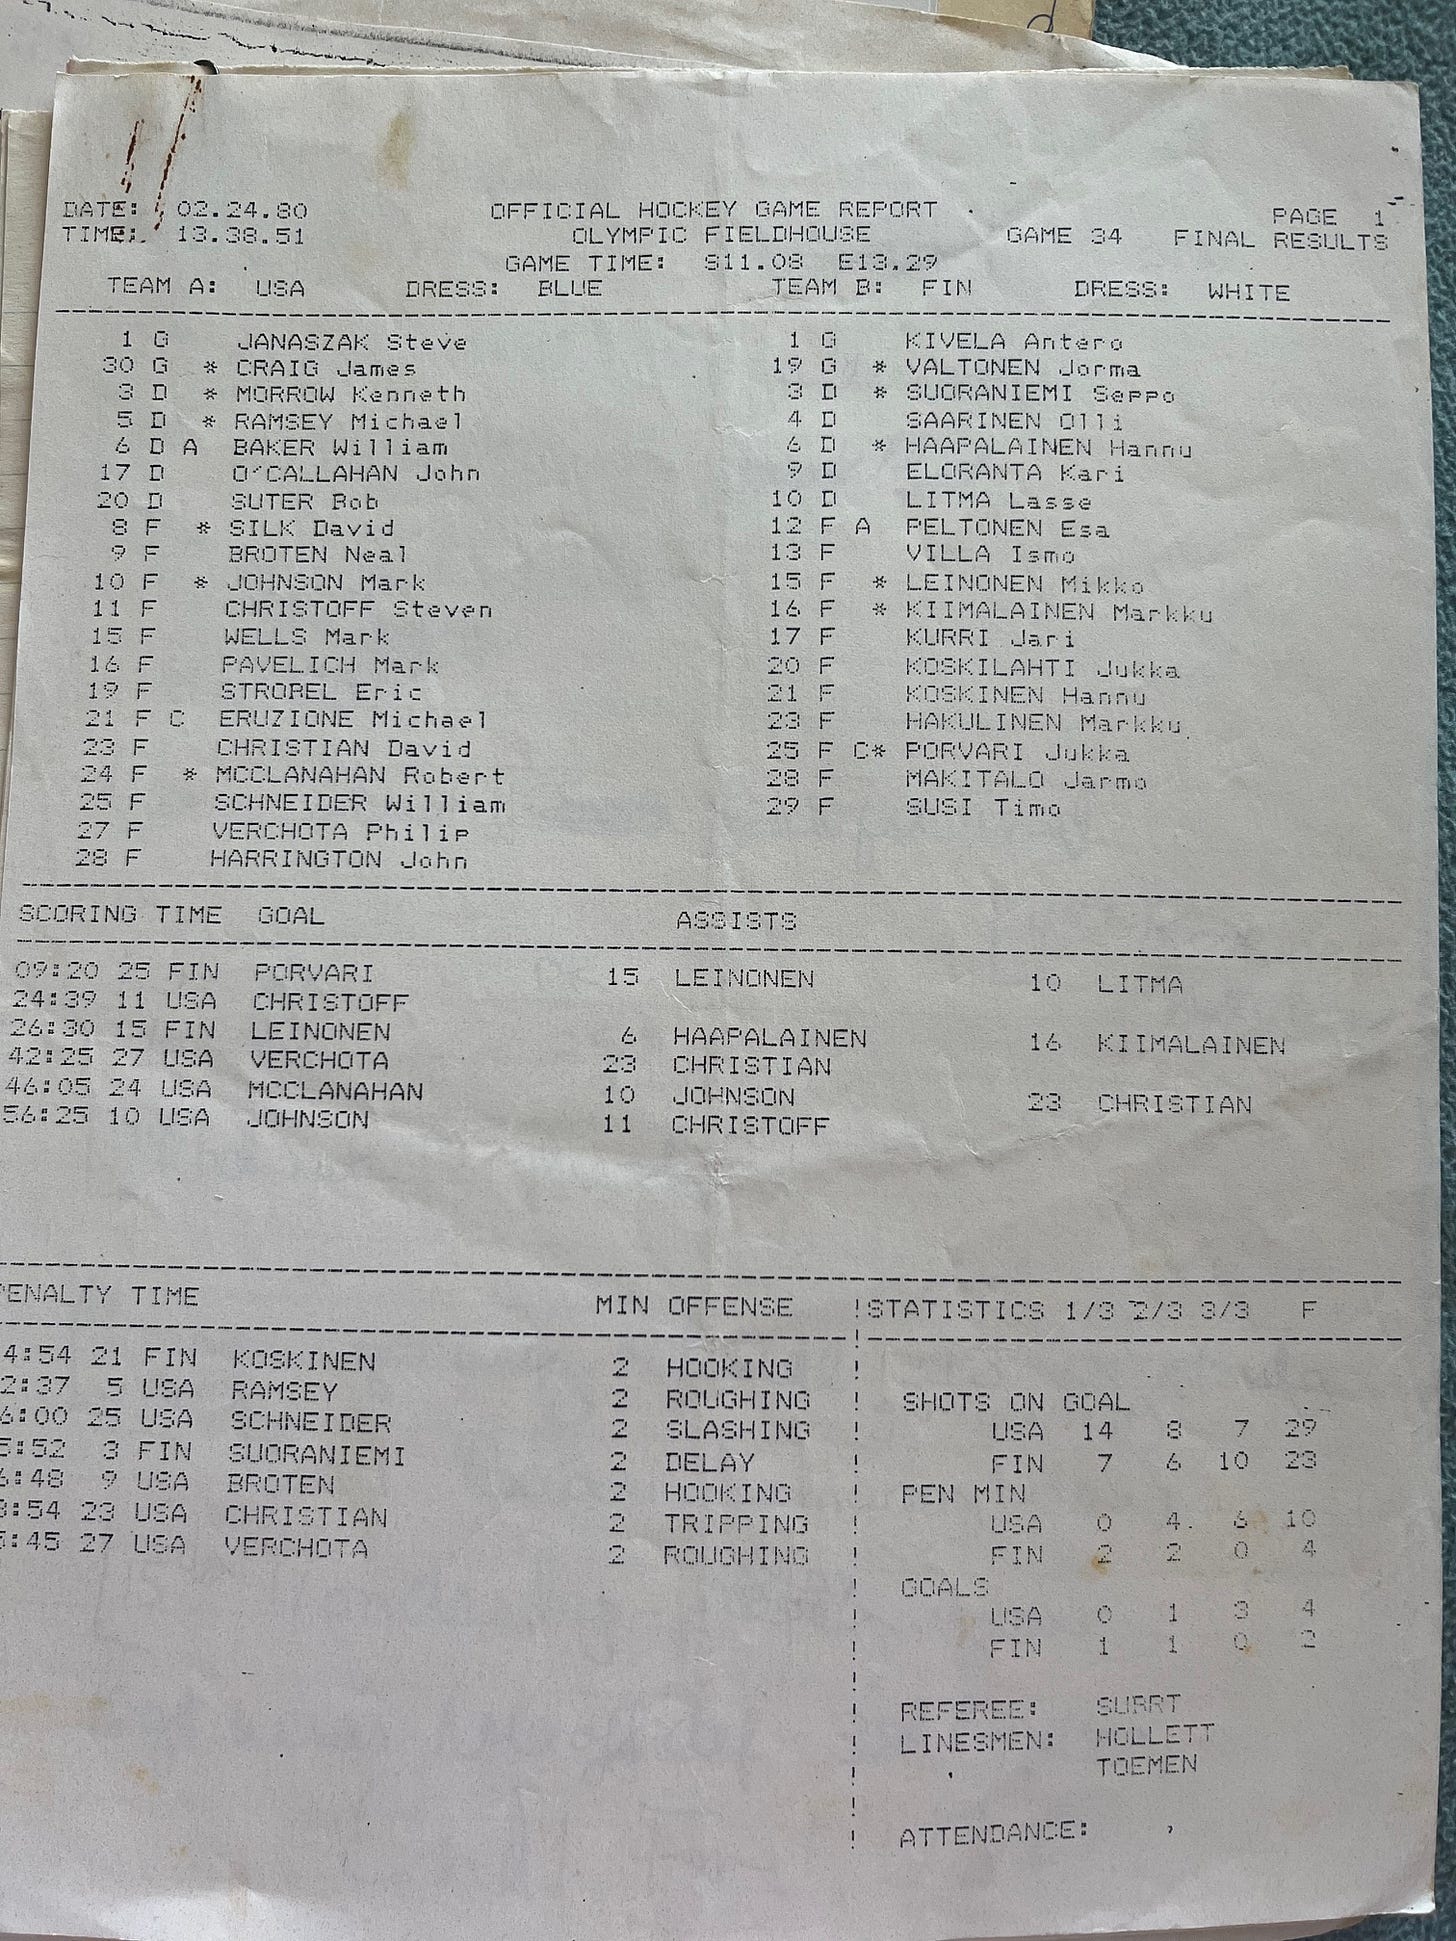 DATE: 02.24.80 OFFICIAL HOCKEY GAME REPORT PAGE 1
TIME: 13.38.51 OLYMPIC FIELDHOUSE GAME 34 FINAL RESULTS
GAME TIME: S11.08 E13.29
TEAM A: USA DRESS: BLUE TEAM B: FIN DRESS: WHITE
1 G JANASZAK Steve 1 G KIVELA Antero
30 G * CRAIG James 19 G * VALTONEN Jorma
3 D * MORROW Kenneth 3 D * SUORANIEMI Seppo
5 D * RAMSEY Michael 4 D SAARINEN Olli
6 D A BAKER William 6 D * HAAPALAINEN Hannu
17 D O'CALLAHAN John 9 D ELORANTA Kari
20 D SUTER Bob 10 D LITMA Lasse
8 F * SILK David 12 F A PELTONEN Esa
9 F BROTEN Neal 13 F VILLA Ismo
10 F * JOHNSON Mark 15 F * LEINONEN Mikko
11 F CHRISTOFF Steven 16 F * KIIMALAINEN Markku
15 F WELLS Mark 17 F KURRI Jari
16 F PAVELICH Mark 20 F KOSKILAHTI Jukka
19 F STROBEL Eric 21 F KOSKINEN Hannu
21 F C ERUZIONE Michael 23 F HAKULINEN Markku
23 F CHRISTIAN David 25 F C* PORVARI Jukka
24 F * MCCLANAHAN Robert 28 F MAKITALO Jarmo
25 F SCHNEIDER William 29 F SUSI Timo
27 F VERCHOTA Philip
28 F HARRINGTON John
SCORING TIME GOAL ASSISTS
09:20 25 FIN PORVARI 15 LEINONEN 10 LITMA
24:39 11 USA CHRISTOFF
26:30 15 FIN LEINONEN 6 HAAPALAINEN 16 KIIMALAINEN
42:25 27 USA VERCHOTA 23 CHRISTIAN
46:05 24 USA MCCLANAHAN 10 JOHNSON 23 CHRISTIAN
56:25 10 USA JOHNSON 11 CHRISTOFF
PENALTY TIME MIN OFFENSE !STATISTICS 1/3 2/3 3/3 F
4:54 21 FIN KOSKINEN 2 HOOKING !
2:37 5 USA RAMSEY 2 ROUGHING ! SHOTS ON GOAL
6:00 25 USA SCHNEIDER 2 SLASHING ! USA 14 8 7 29
5:52 3 FIN SUORANIEMI 2 DELAY ! FIN 7 6 10 23
6:48 9 USA BROTEN 2 HOOKING ! PEN MIN
8:54 23 USA CHRISTIAN 2 TRIPPING ! USA 0 4 6 10
5:45 27 USA VERCHOTA 2 ROUGHING ! FIN 2 2 0 4
! GOALS
! USA 0 1 3 4
! FIN 1 1 0 2
! REFEREE: SUBRT
! LINESMEN: HOLLETT
! TOEMEN
! ATTENDANCE: ,